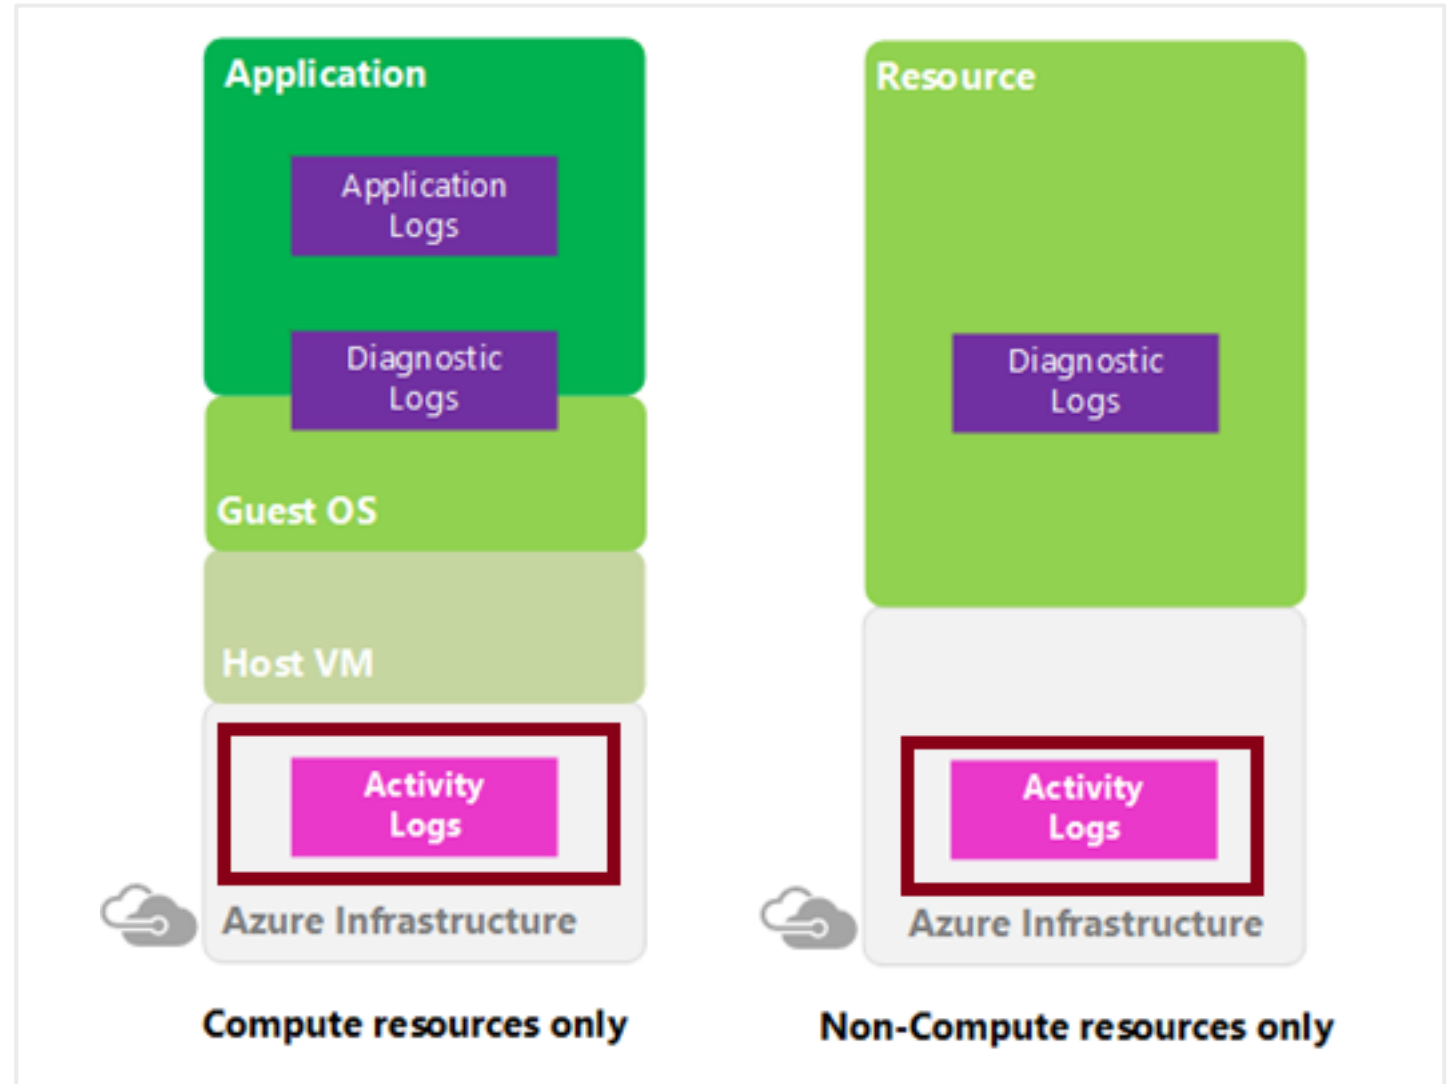 Application
Application
Logs
Diagnostic
Logs
Guest OS
Host VM
Activity
Logs
Azure Infrastructure
Compute resources only
Resource
Diagnostic
Logs
Activity
Logs
Azure Infrastructure
Non-Compute resources only